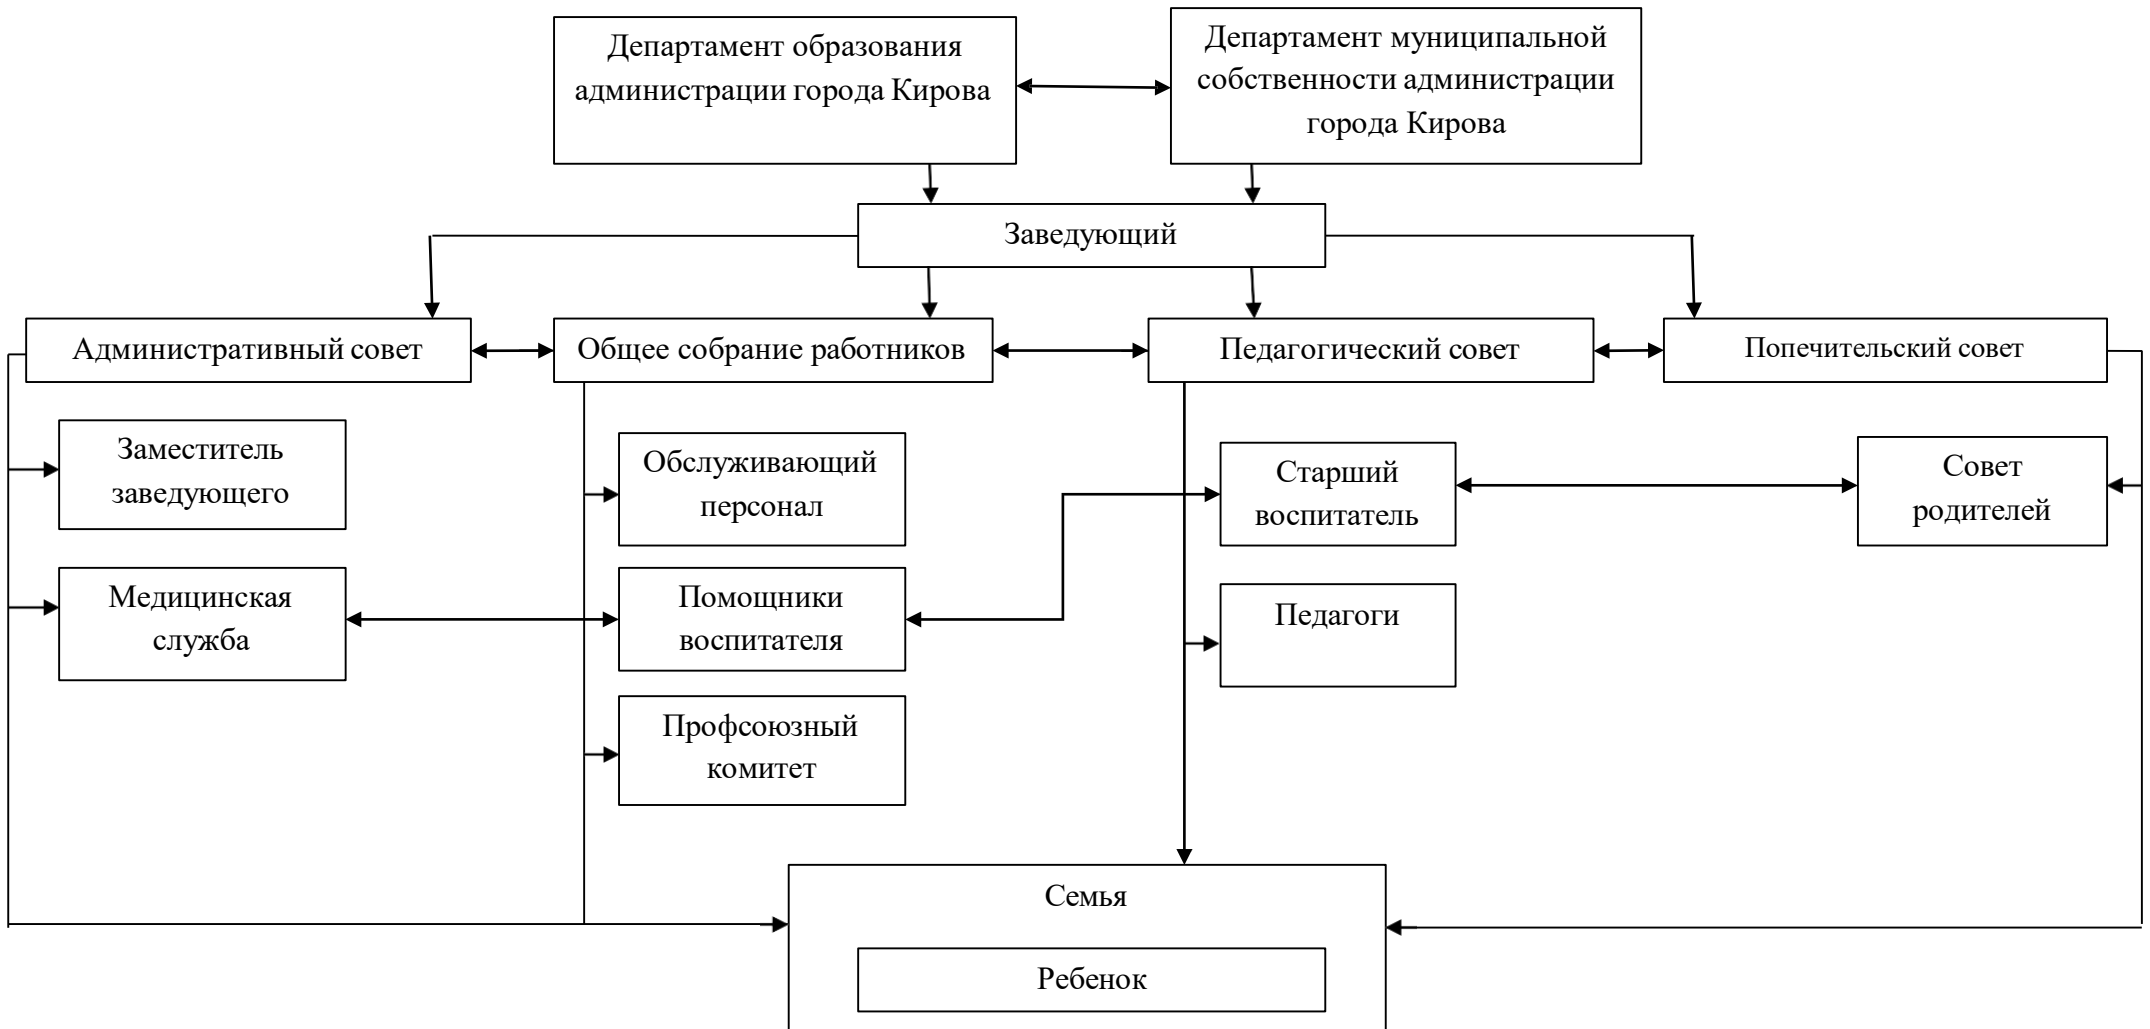 Департамент образования
администрации города Кирова
Департамент муниципальной
собственности администрации
города Кирова
Заведующий
Административный совет
Общее собрание работников
Педагогический совет
Попечительский совет
Заместитель
заведующего
Обслуживающий
персонал
Старший
воспитатель
Совет
родителей
Медицинская
служба
Помощники
воспитателя
Педагоги
Профсоюзный
комитет
Семья
Ребенок